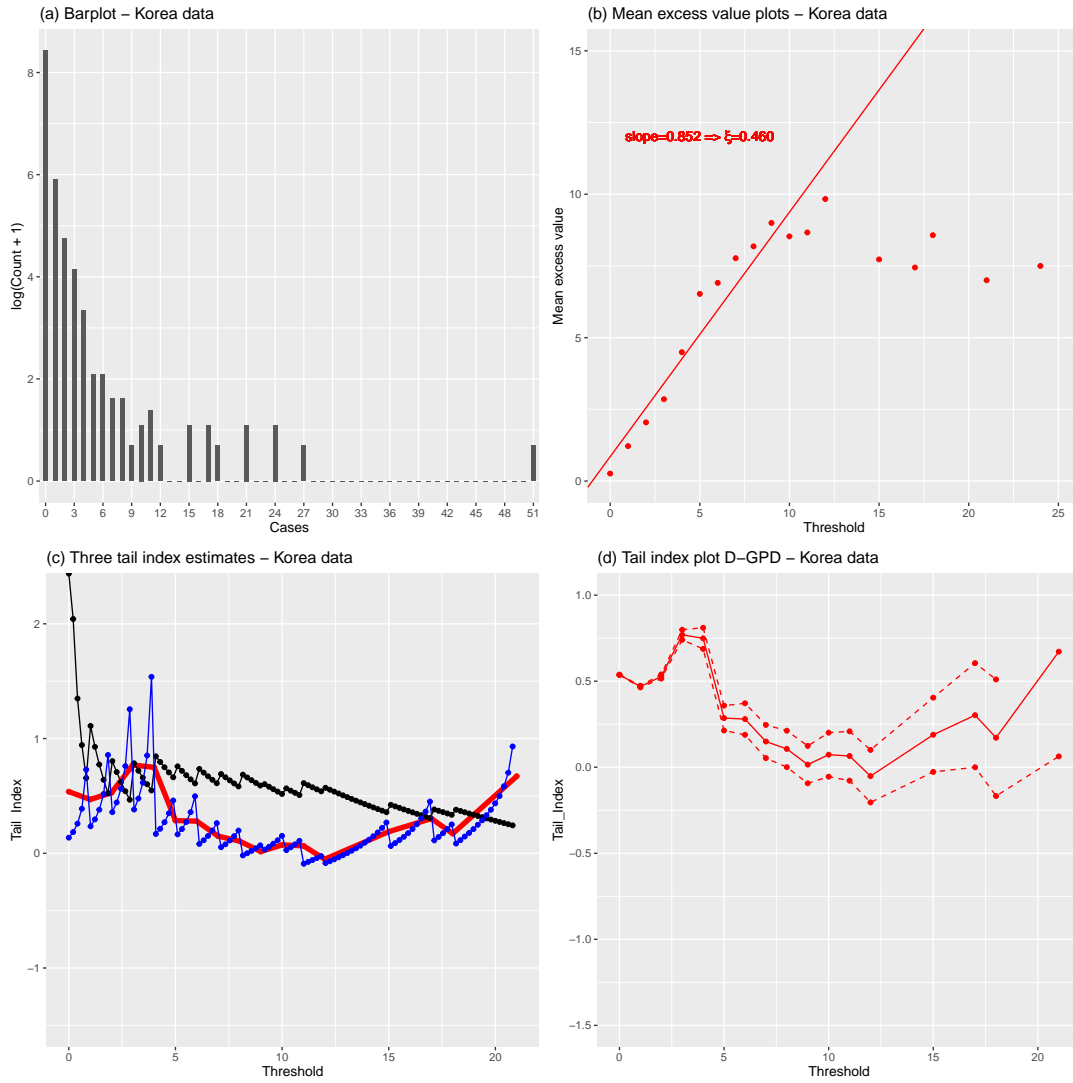 (a) Barplot – Korea data
log(Count + 1)
8
6
4
2
0
0 3 6 9 12 15 18 21 24 27 30 33 36 39 42 45 48 51
Cases
(b) Mean excess value plots – Korea data
Mean excess value
15
10
5
0
slope=0.852 => ξ=0.460
0 5 10 15 20 25
Threshold
(c) Three tail index estimates – Korea data
Tail_Index
2
1
0
−1
0 5 10 15 20
Threshold
(d) Tail index plot D−GPD – Korea data
Tail_Index
1.0
0.5
0.0
−0.5
−1.0
−1.5
0 5 10 15 20
Threshold